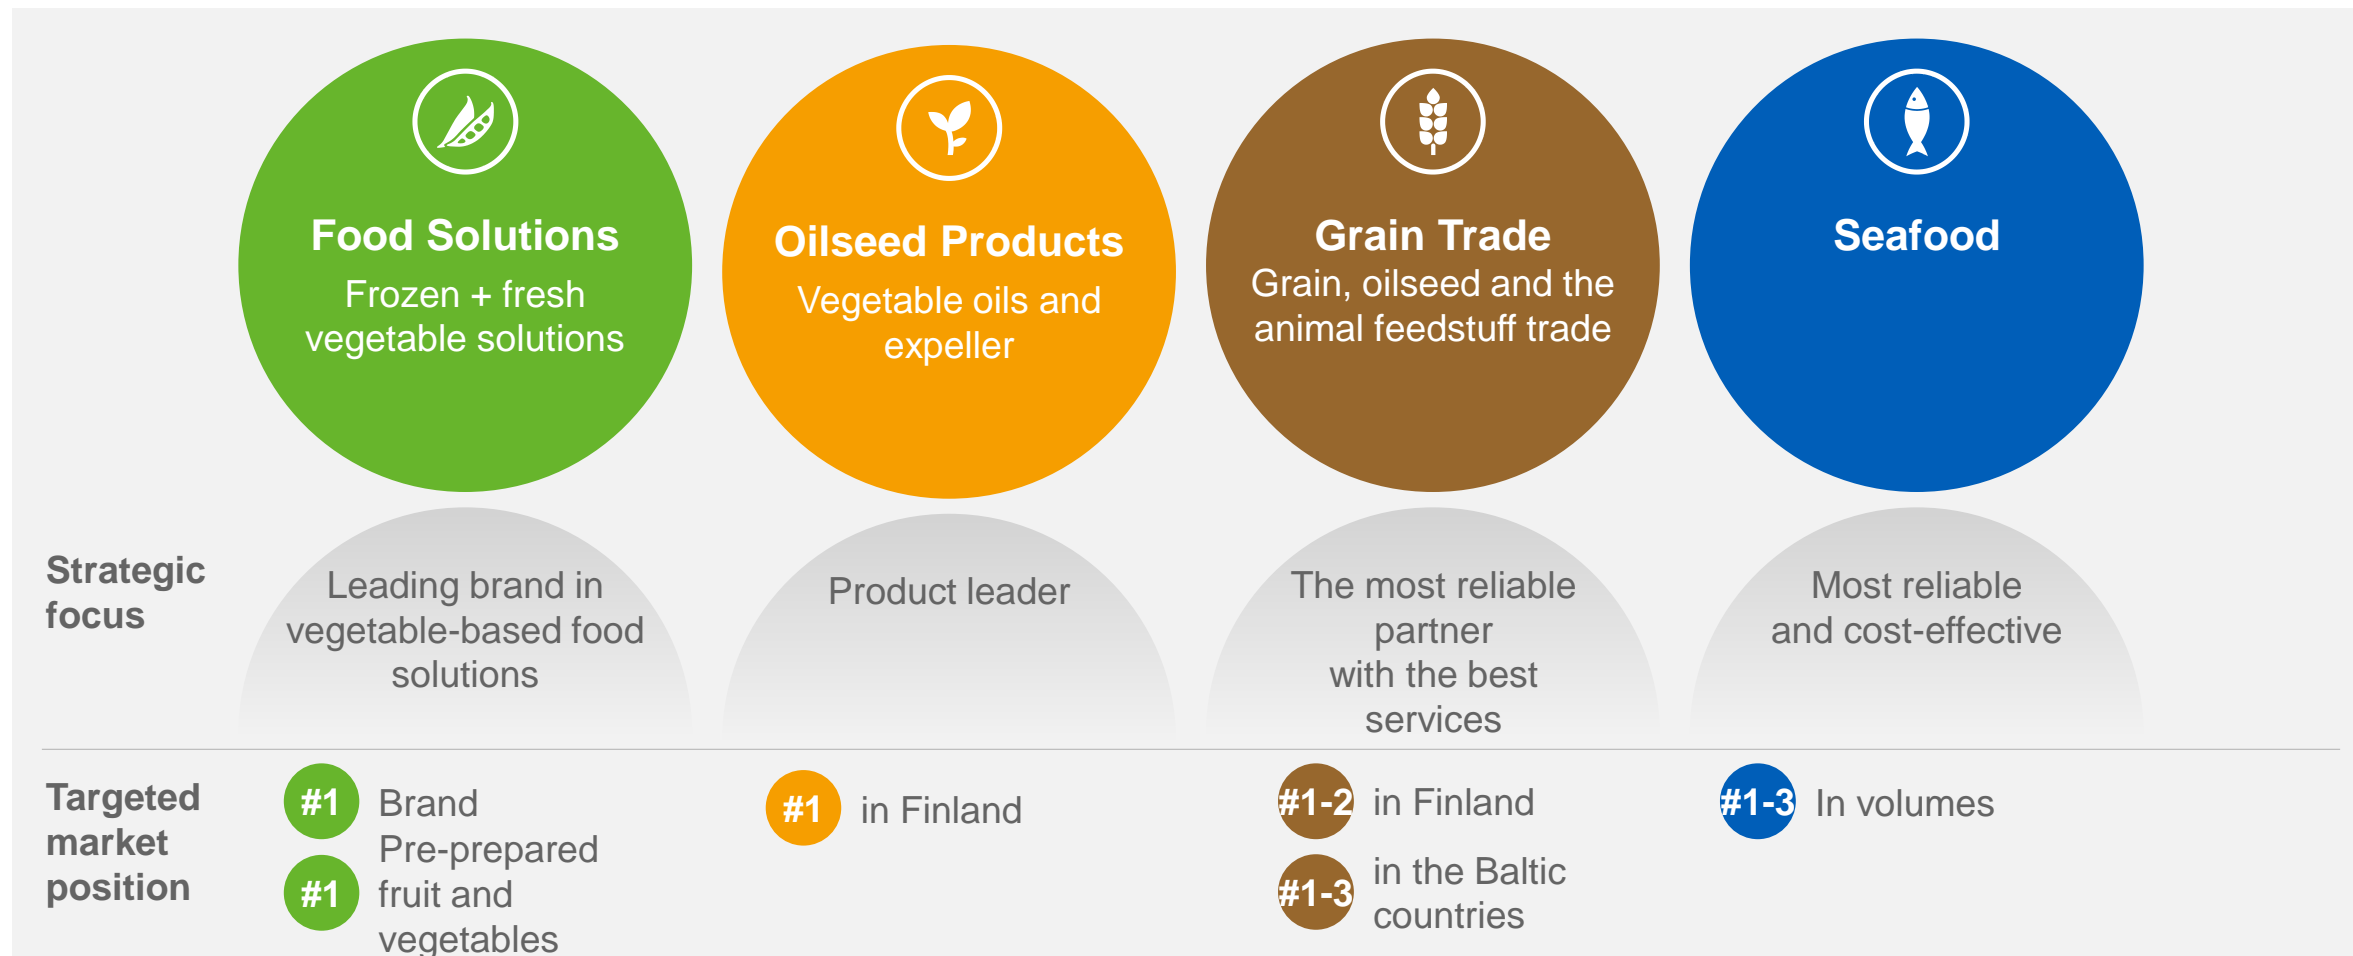 Food Solutions
Frozen + fresh
vegetable solutions
Oilseed Products
Vegetable oils and
expeller
Grain Trade
Grain, oilseed and the
animal feedstuff trade
Seafood
Strategic
focus
Leading brand in
vegetable-based food
solutions
Product leader
The most reliable
partner
with the best
services
Most reliable
and cost-effective
Targeted
market
position
#1
Brand
#1
Pre-prepared
fruit and
vegetables
#1
in Finland
#1-2
in Finland
#1-3
in the Baltic
countries
#1-3
In volumes